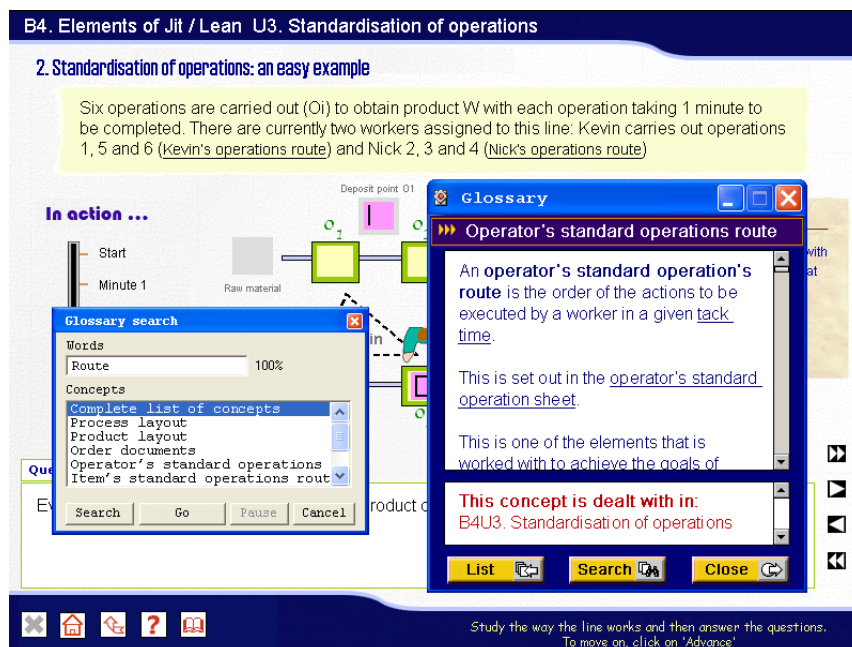 B4. Elements of Jit / Lean U3. Standardisation of operations
2. Standardisation of operations: an easy example
Six operations are carried out (Oi) to obtain product W with each operation taking 1 minute to
be completed. There are currently two workers assigned to this line: Kevin carries out operations
1, 5 and 6 (Kevin's operations route) and Nick 2, 3 and 4 (Nick's operations route)
In action ...
Start
Minute 1
Raw material
Deposit point O1
O1
Glossary search
Words
Route
100%
Concepts
Complete list of concepts
Process layout
Product layout
Order documents
Operator's standard operations
Item's standard operations rout
Search
Go
Pause
Cancel
in
roduct
Glossary
Operator's standard operations route
An operator's standard operation's
route is the order of the actions to be
executed by a worker in a given tack
time.
This is set out in the operator's standard
operation sheet.
This is one of the elements that is
worked with to achieve the goals of
This concept is dealt with in:
B4U3. Standardisation of operations
List
Search
Close
with
at
Study the way the line works and then answer the questions.
To move on, click on 'Advance'